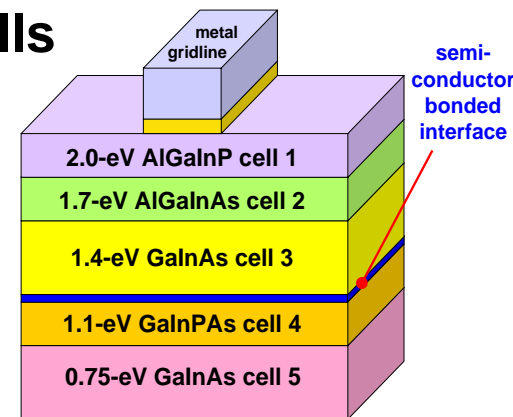 lls
metal
gridline
semi-
conductor
bonded
interface
2.0-eV AlGaInP cell 1
1.7-eV AlGaInAs cell 2
1.4-eV GaInAs cell 3
1.1-eV GaInPAs cell 4
0.75-eV GaInAs cell 5